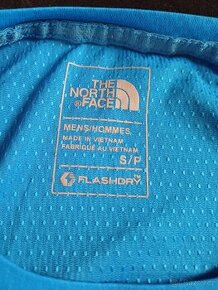 THE
NORTH
FACE
MENS/HOMMES
MADE IN VIETNAM
FABRIQUÉ AU VIETNAM
S/P
FLASHDRY